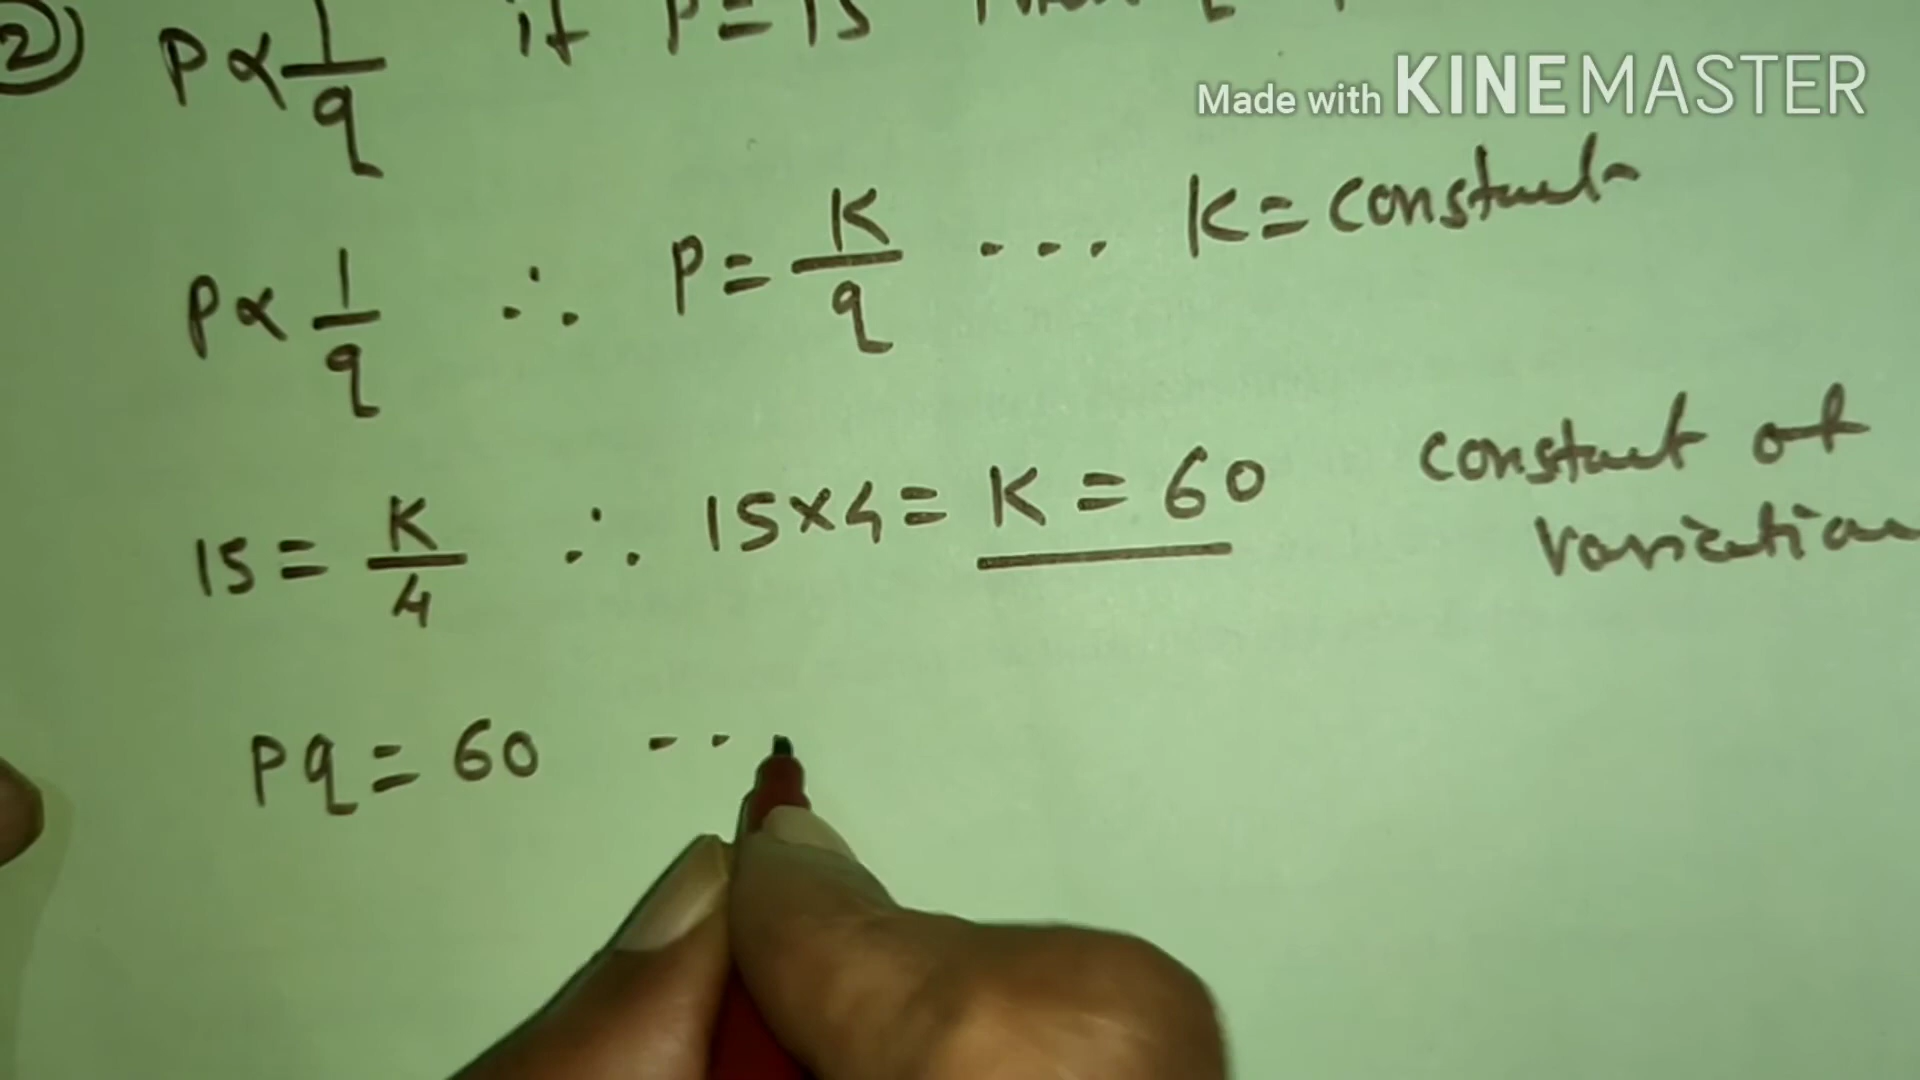 2) P ∝ 1/q if P = 15
Made with KINEMASTER
P ∝ 1/q ∴ P = K/q ... K = constant
15 = K/4 ∴ 15 × 4 = K = 60 constant of variation
Pq = 60 ...